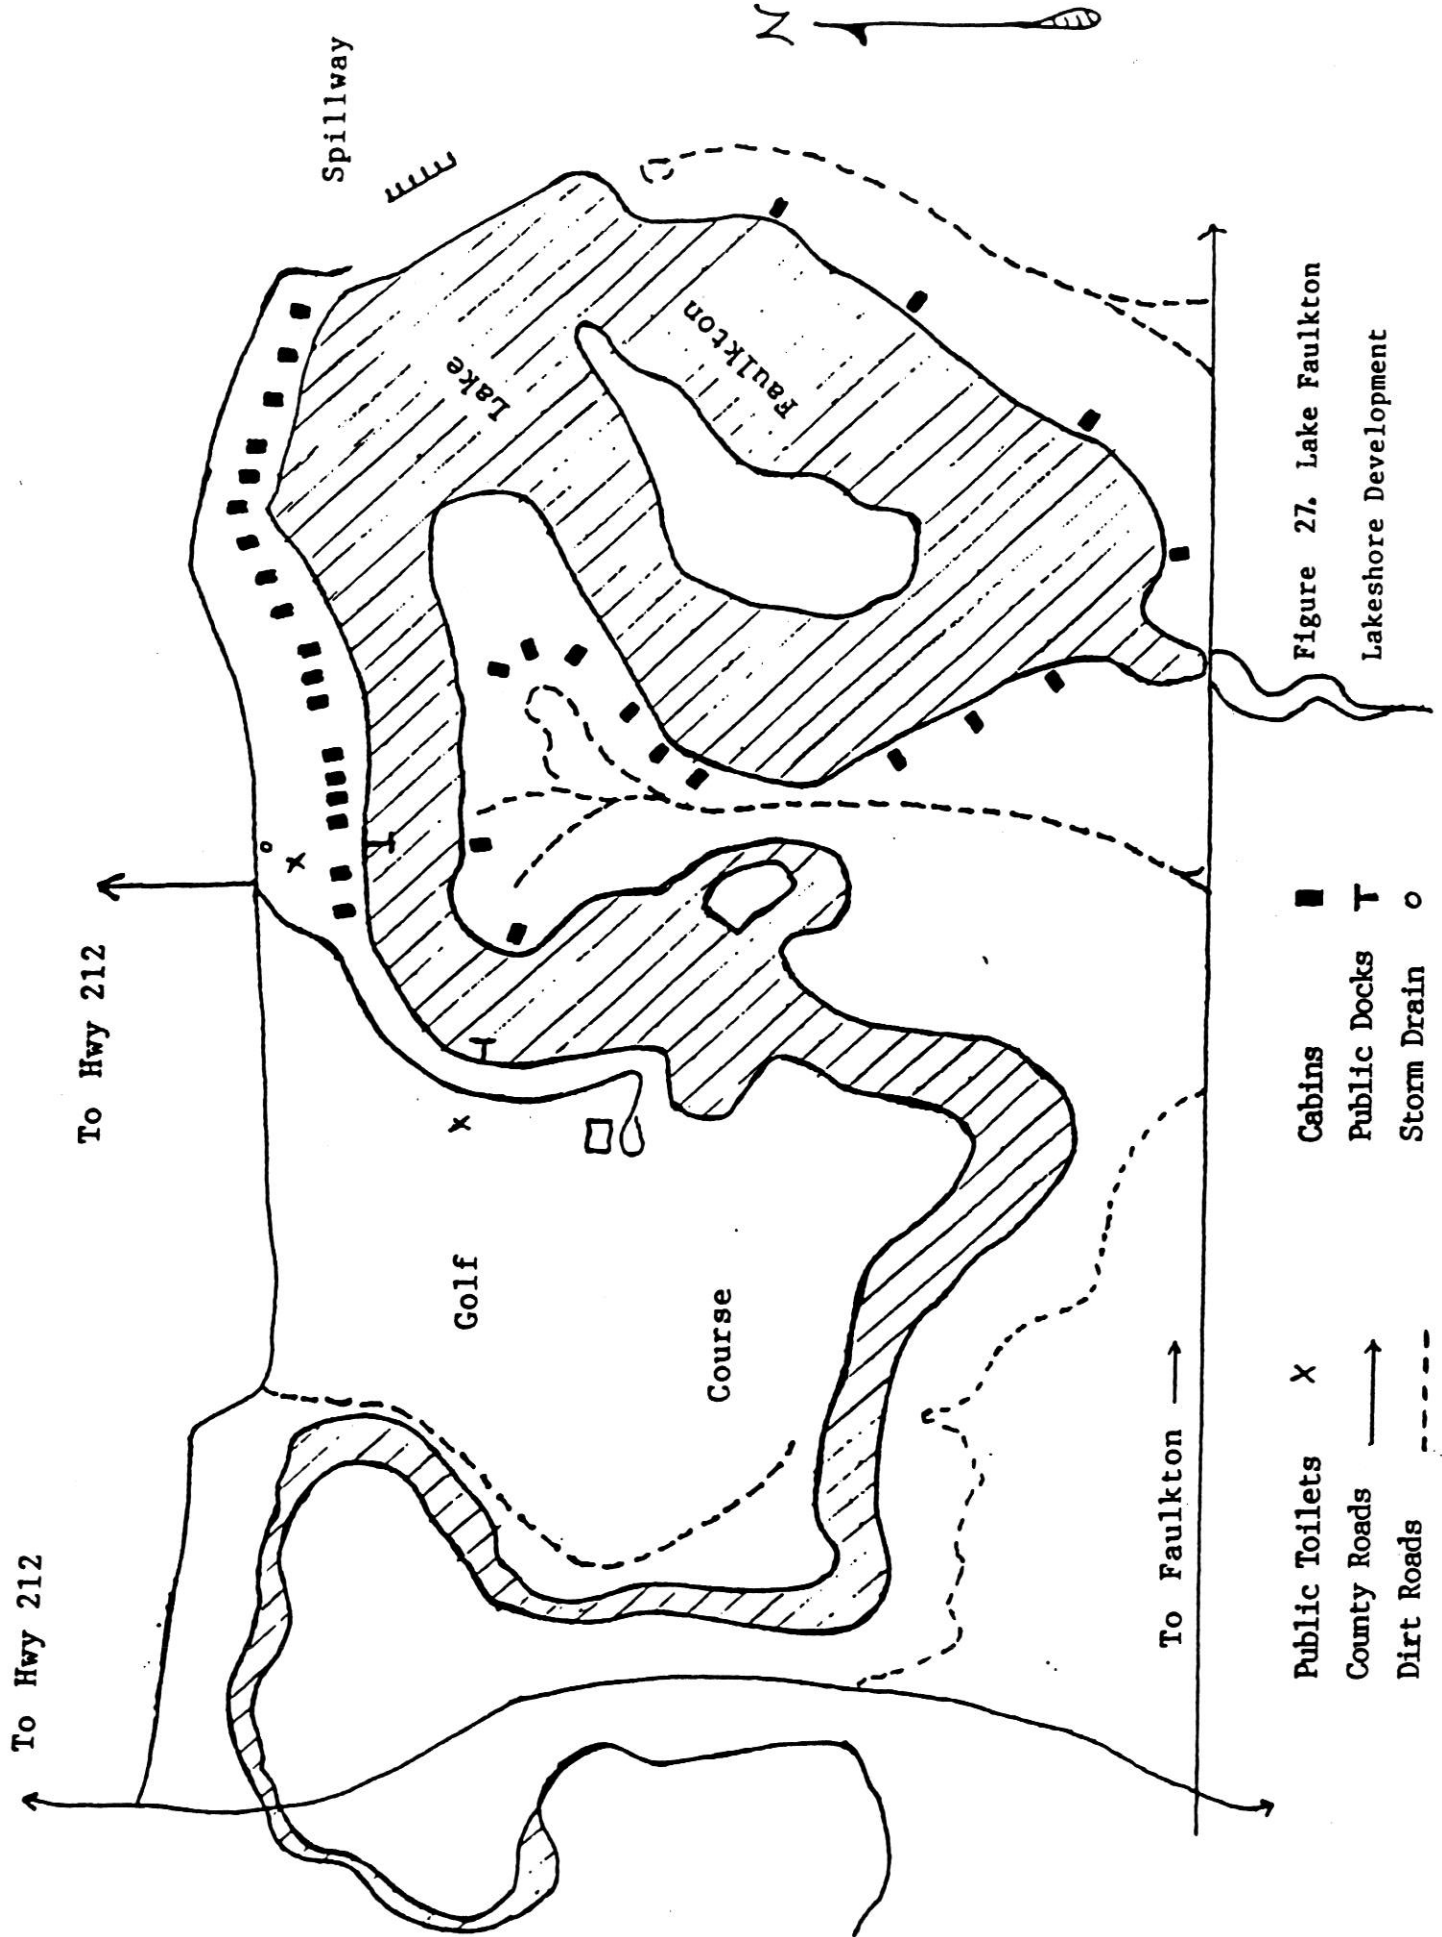 To Hwy 212
To Hwy 212
Spillway
N
Lake
Faulkton
Golf
Course
To Faulkton
Public Toilets X
County Roads
Dirt Roads
Cabins
Public Docks
Storm Drain
Figure 27. Lake Faulkton
Lakeshore Development